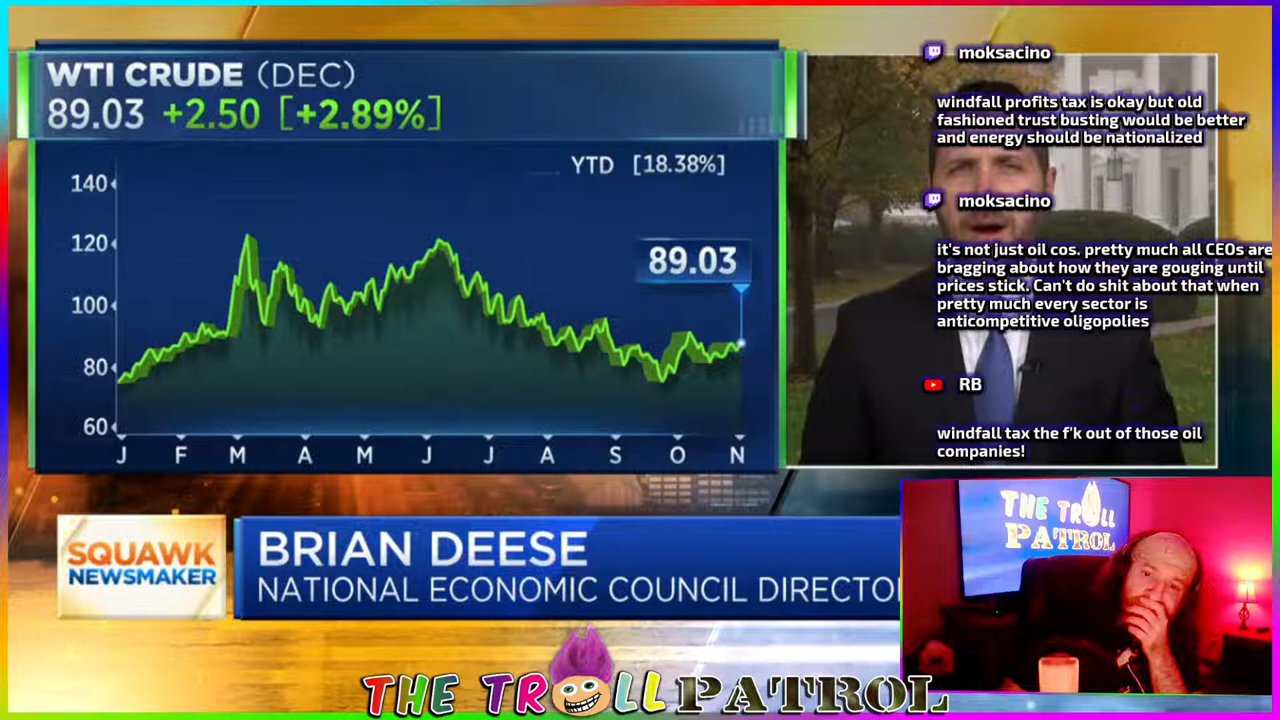 WTI CRUDE (DEC)
89.03 +2.50 [+2.89%]
YTD [18.38%]
140
120
100
80
60
89.03
J F M A M J J A S O N
moksacino
windfall profits tax is okay but old
fashioned trust busting would be better
and energy should be nationalized
moksacino
it's not just oil cos. pretty much all CEOs are
bragging about how they are gouging until
prices stick. Can't do shit about that when
pretty much every sector is
anticompetitive oligopolies
RB
windfall tax the f'k out of those oil
companies!
SQUAWK
NEWSMAKER
BRIAN DEESE
NATIONAL ECONOMIC COUNCIL DIRECTO
THE TROLL
PATROL
THE TROLL PATROL